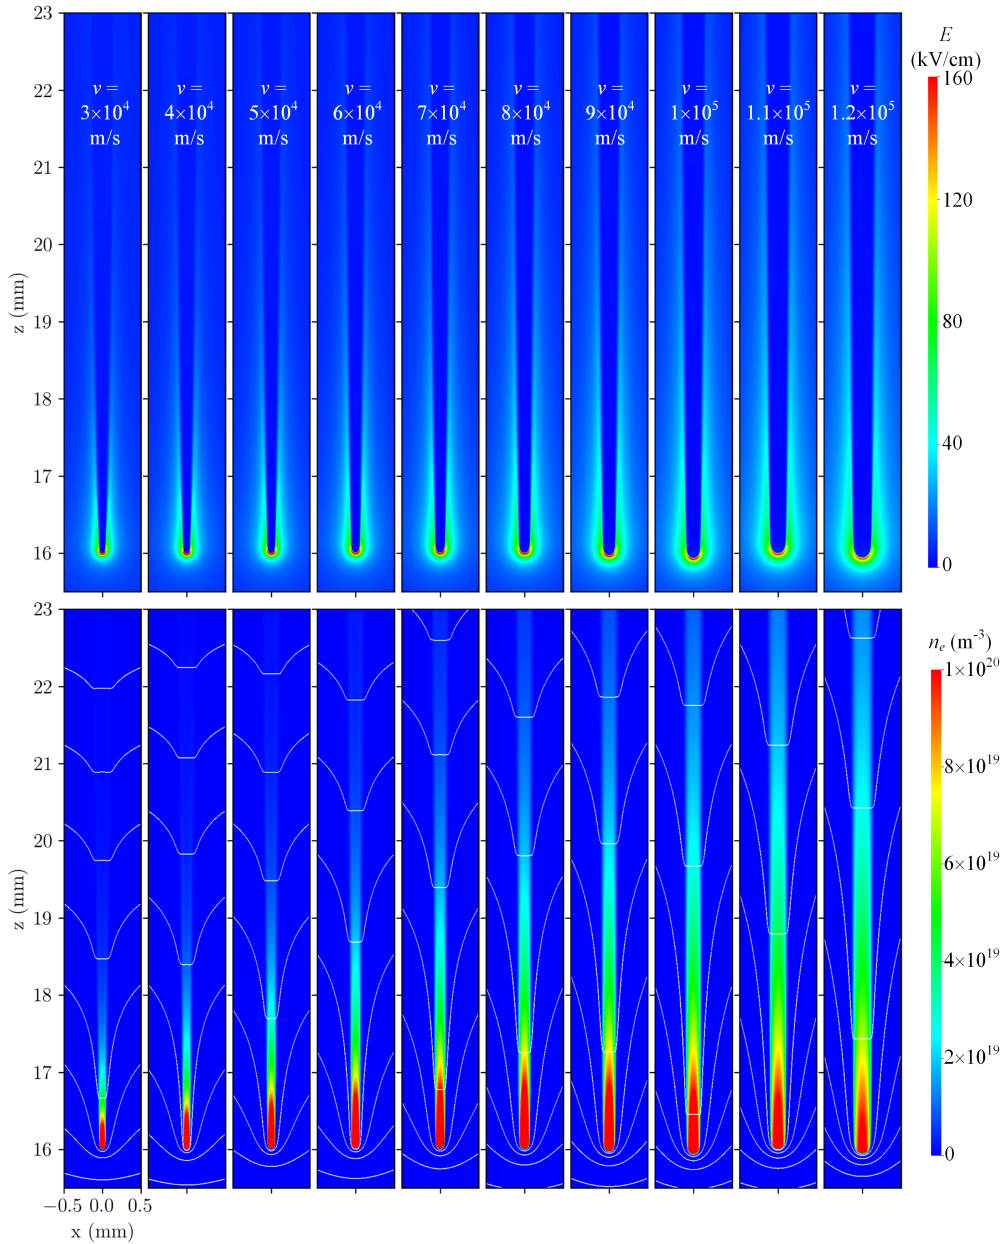 E
(kV/cm)
160
120
80
40
0
23
22
21
20
19
18
17
16
z (mm)
v =
3×10⁴
m/s
v =
4×10⁴
m/s
v =
5×10⁴
m/s
v =
6×10⁴
m/s
v =
7×10⁴
m/s
v =
8×10⁴
m/s
v =
9×10⁴
m/s
v =
1×10⁵
m/s
v =
1.1×10⁵
m/s
v =
1.2×10⁵
m/s
nₑ (m⁻³)
1×10²⁰
8×10¹⁹
6×10¹⁹
4×10¹⁹
2×10¹⁹
0
23
22
21
20
19
18
17
16
z (mm)
−0.5 0.0 0.5
x (mm)